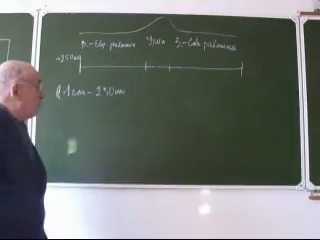 В.-Евр. равнина Урал З.-Сиб равнина
в 1см – 250км